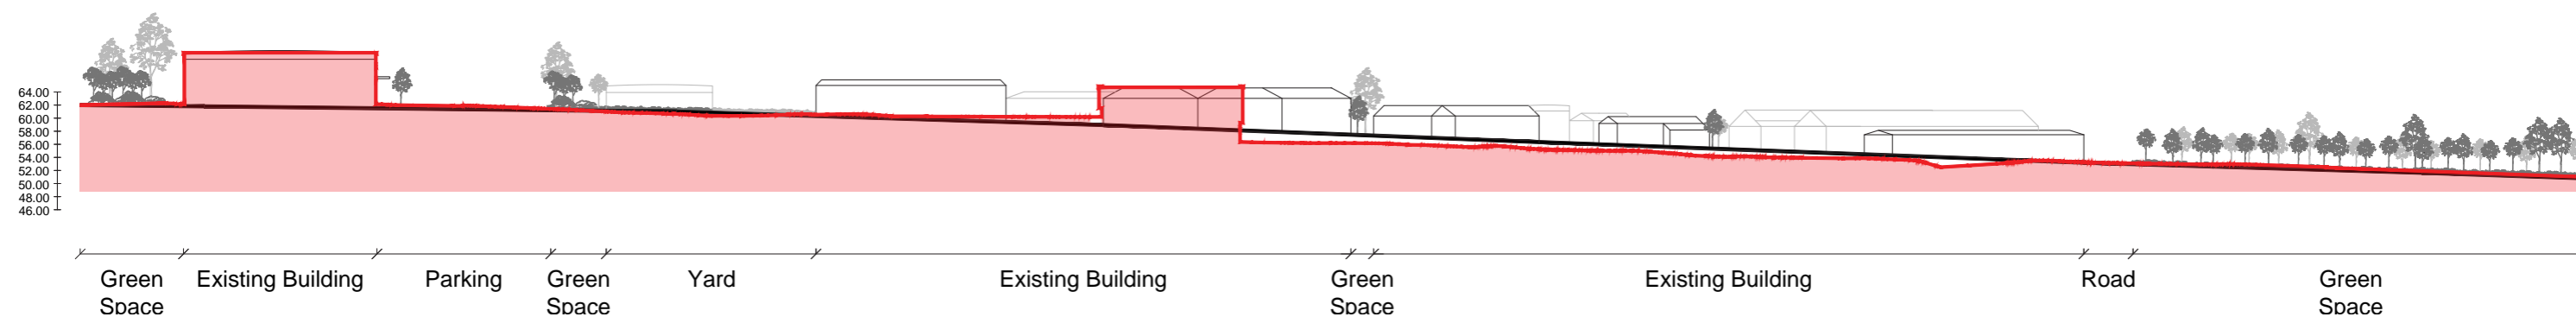 64.00
62.00
60.00
58.00
56.00
54.00
52.00
50.00
48.00
46.00
Green
Space
Existing Building
Parking
Green
Space
Yard
Existing Building
Green
Space
Existing Building
Road
Green
Space